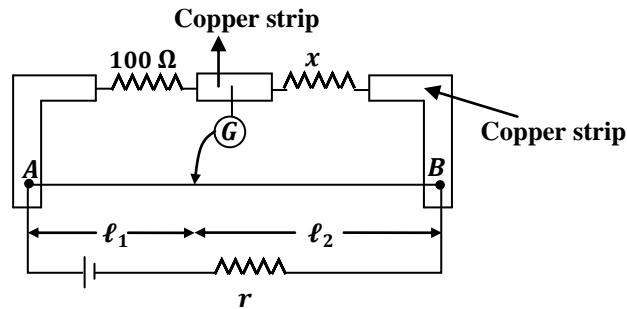 Copper strip
100 Ω
x
G
Copper strip
A
B
ℓ₁
ℓ₂
r